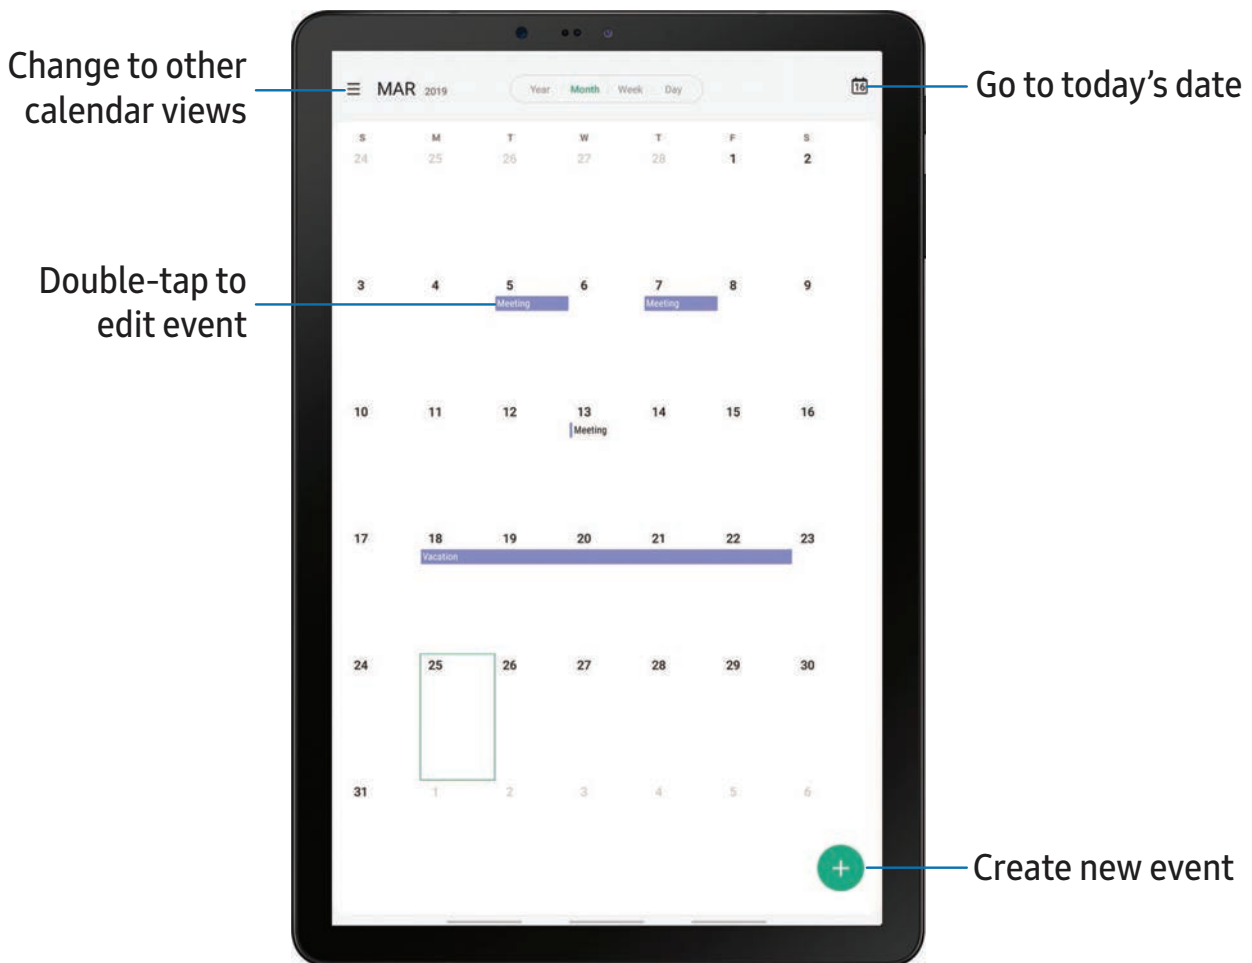 Change to other
calendar views
MAR 2019
Year Month Week Day
16
Go to today's date
S M T W T F S
24 25 26 27 28 1 2
Double-tap to
edit event
3 4 5 6 7 8 9
Meeting Meeting
10 11 12 13 14 15 16
Meeting
17 18 19 20 21 22 23
Vacation
24 25 26 27 28 29 30
31 1 2 3 4 5 6
Create new event